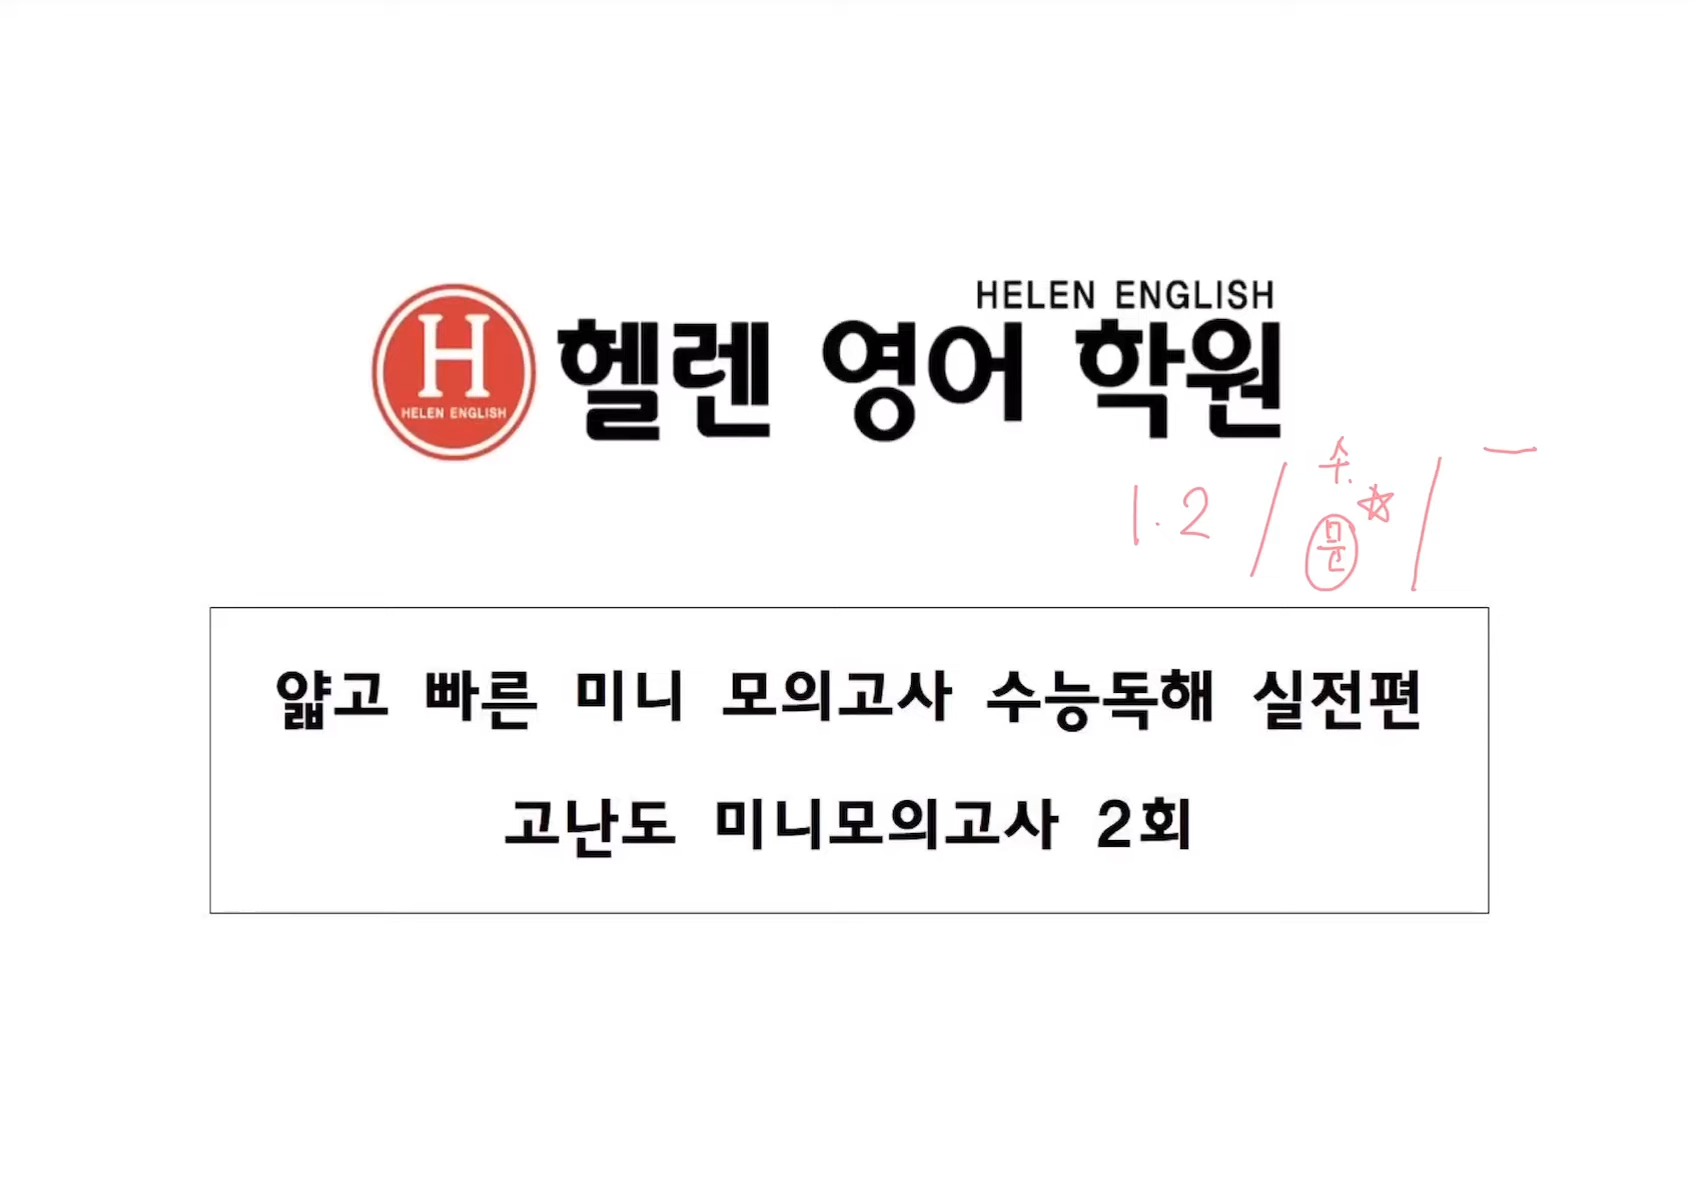 HELEN ENGLISH
H
HELEN ENGLISH
헬렌 영어 학원
수.
1.2 / 문 /
얇고 빠른 미니 모의고사 수능독해 실전편
고난도 미니모의고사 2회